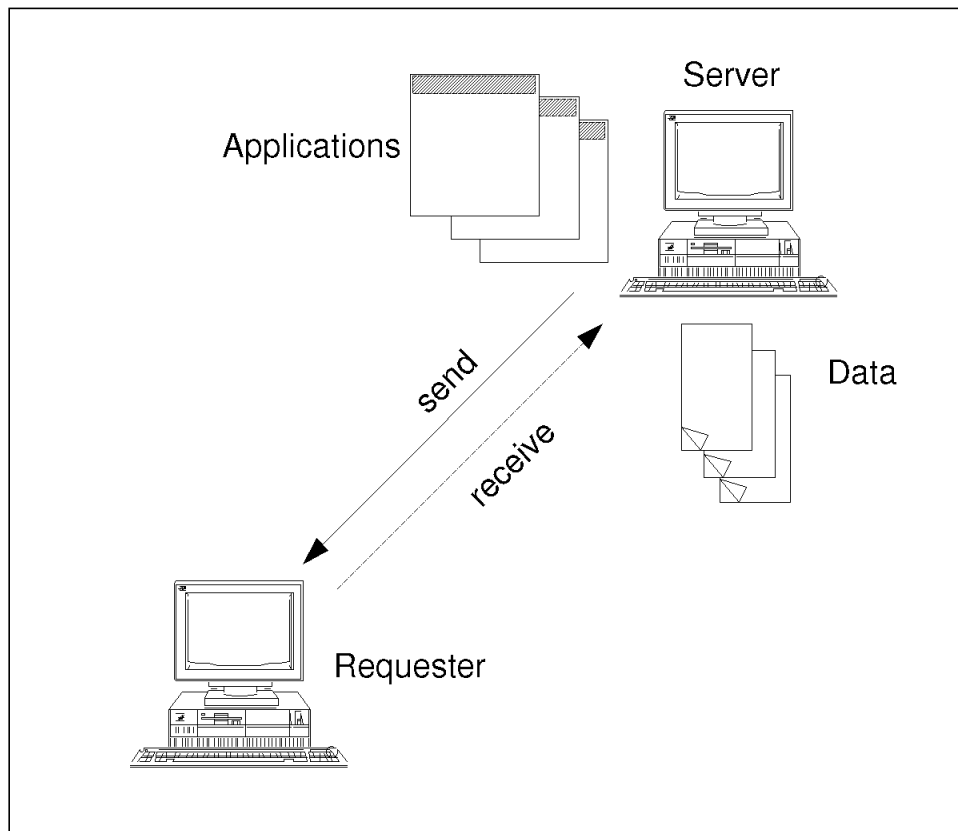 Server
Applications
Data
send
receive
Requester